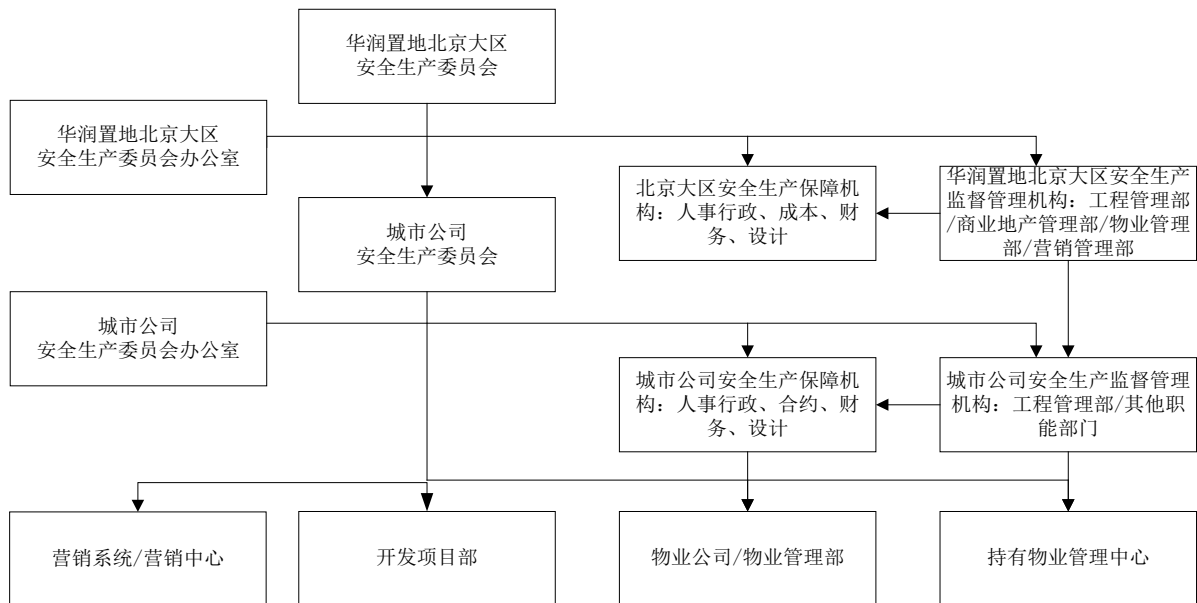 华润置地北京大区
安全生产委员会
华润置地北京大区
安全生产委员会办公室
北京大区安全生产保障机
构：人事行政、成本、财
务、设计
华润置地北京大区安全生产
监督管理机构：工程管理部
/商业地产管理部/物业管理
部/营销管理部
城市公司
安全生产委员会
城市公司
安全生产委员会办公室
城市公司安全生产保障机
构：人事行政、合约、财
务、设计
城市公司安全生产监督管理
机构：工程管理部/其他职
能部门
营销系统/营销中心
开发项目部
物业公司/物业管理部
持有物业管理中心